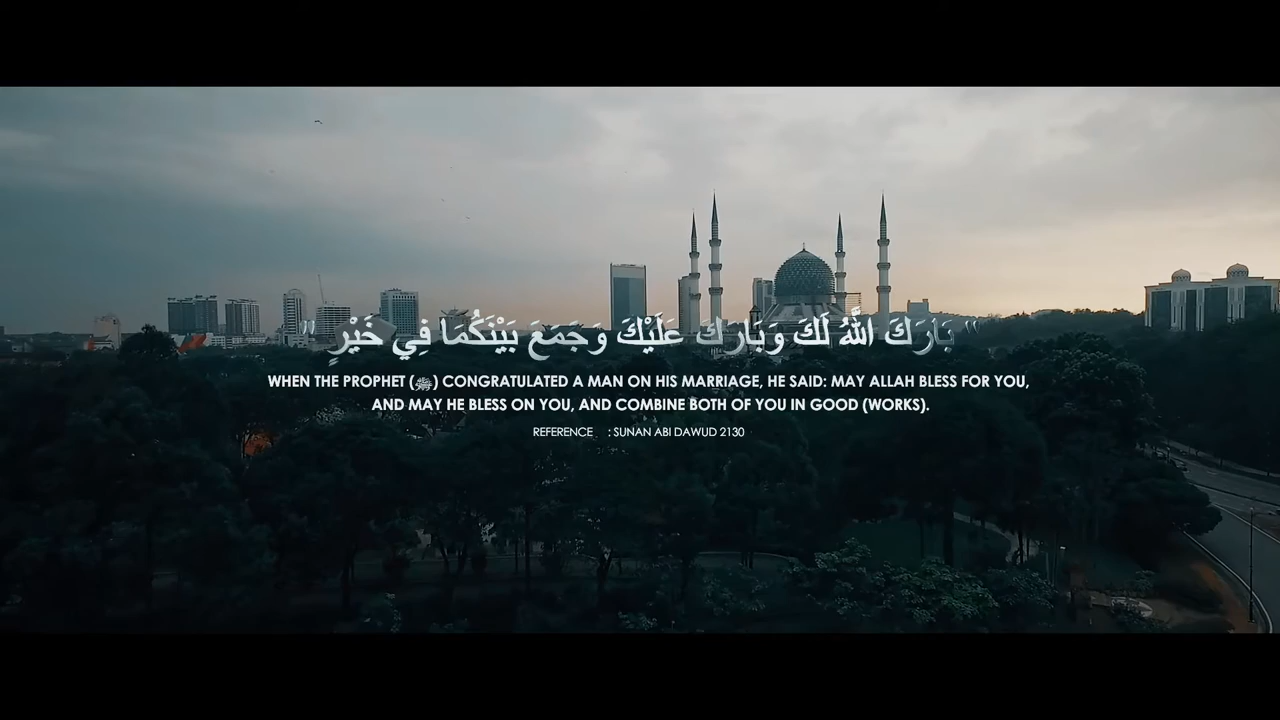 " بَارَكَ اللَّهُ لَكَ وَبَارَكَ عَلَيْكَ وَجَمَعَ بَيْنَكُمَا فِي خَيْرٍ "
WHEN THE PROPHET (ﷺ) CONGRATULATED A MAN ON HIS MARRIAGE, HE SAID: MAY ALLAH BLESS FOR YOU,
AND MAY HE BLESS ON YOU, AND COMBINE BOTH OF YOU IN GOOD (WORKS).
REFERENCE : SUNAN ABI DAWUD 2130